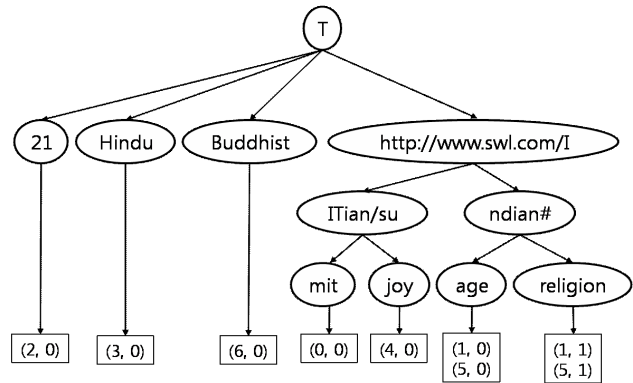 T
21
Hindu
Buddhist
http://www.swl.com/I
ITian/su
ndian#
mit
joy
age
religion
(2, 0)
(3, 0)
(6, 0)
(0, 0)
(4, 0)
(1, 0)
(5, 0)
(1, 1)
(5, 1)